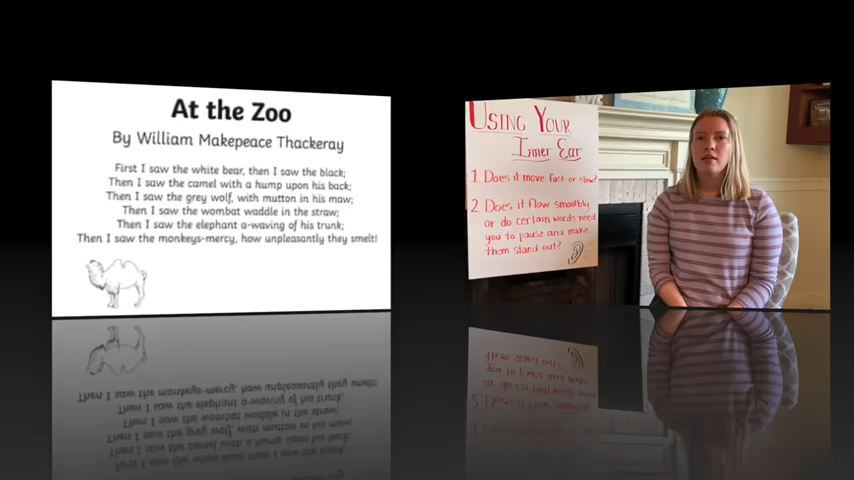 At the Zoo
By William Makepeace Thackeray
First I saw the white bear, then I saw the black;
Then I saw the camel with a hump upon his back;
Then I saw the grey wolf, with mutton in his maw;
Then I saw the wombat waddle in the straw;
Then I saw the elephant a-waving of his trunk;
Then I saw the monkeys-mercy, how unpleasantly they smelt!
USING YOUR
Inner Ear
1 Does it move fast or slow?
2 Does it flow smoothly
or do certain words need
you to pause and make
them stand out?